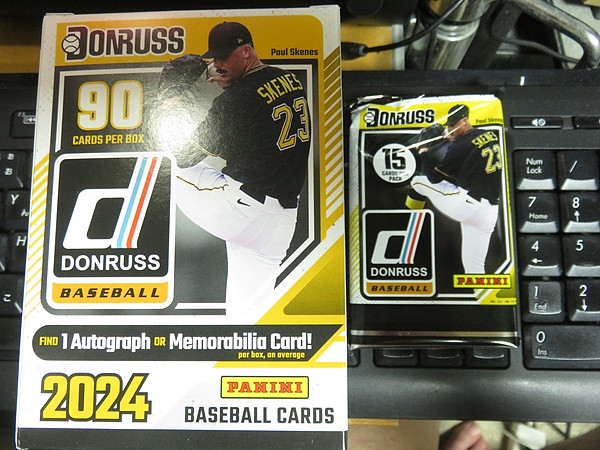 DONRUSS
Paul Skenes
90
CARDS PER BOX
SKENES
23
d
DONRUSS
BASEBALL
FIND 1 Autograph OR Memorabilia Card!
per box, on average
2024
PANINI
BASEBALL CARDS
DONRUSS
Paul Skenes
15
CARDS PER
PACK
SKENES
23
d
DONRUSS
BASEBALL
PANINI
Num
Lock
/
7
Home
8
4
5
1
End
2
0
Ins
こ